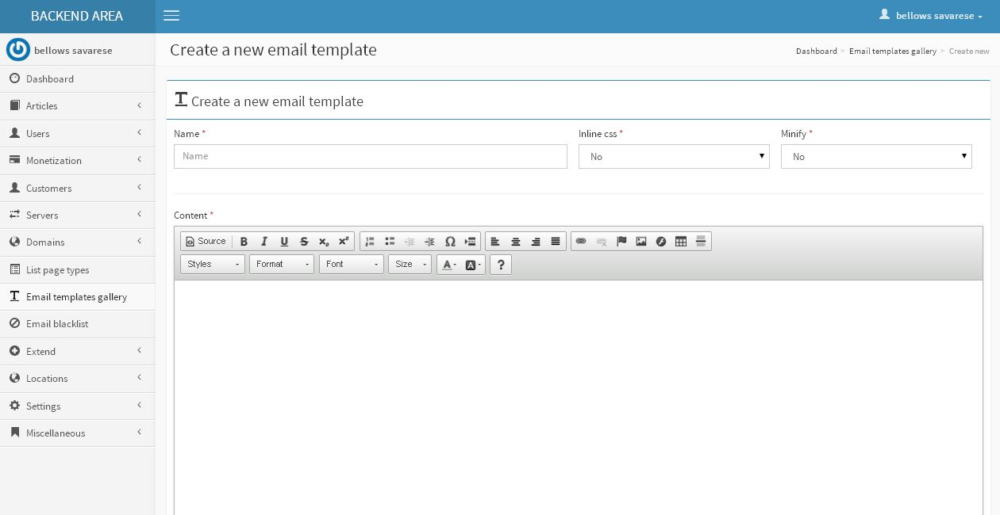 BACKEND AREA
bellows savarese
bellows savarese
Dashboard
Articles
Users
Monetization
Customers
Servers
Domains
List page types
Email templates gallery
Email blacklist
Extend
Locations
Settings
Miscellaneous
Create a new email template
Dashboard > Email templates gallery > Create new
Create a new email template
Name * Inline css * Minify *
Name No No
Content *
Source B I U S x₂ x² Ω
Styles Format Font Size A A ?